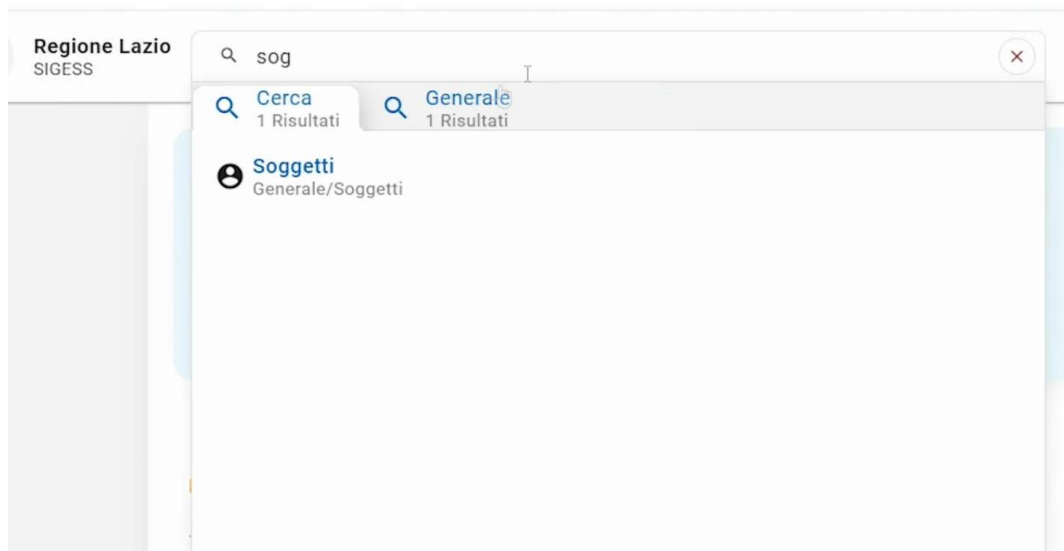 Regione Lazio
SIGESS
sog
Cerca
1 Risultati
Generale
1 Risultati
Soggetti
Generale/Soggetti